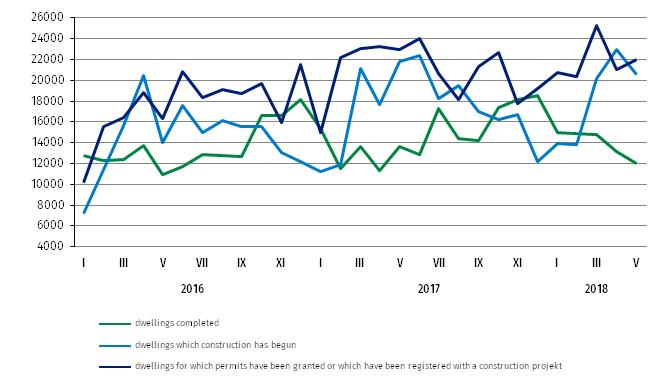 26000
24000
22000
20000
18000
16000
14000
12000
10000
8000
6000
4000
I III V VII IX XI I III V VII IX XI I III V
2016 2017 2018
dwellings completed
dwellings which construction has begun
dwellings for which permits have been granted or which have been registered with a construction projekt